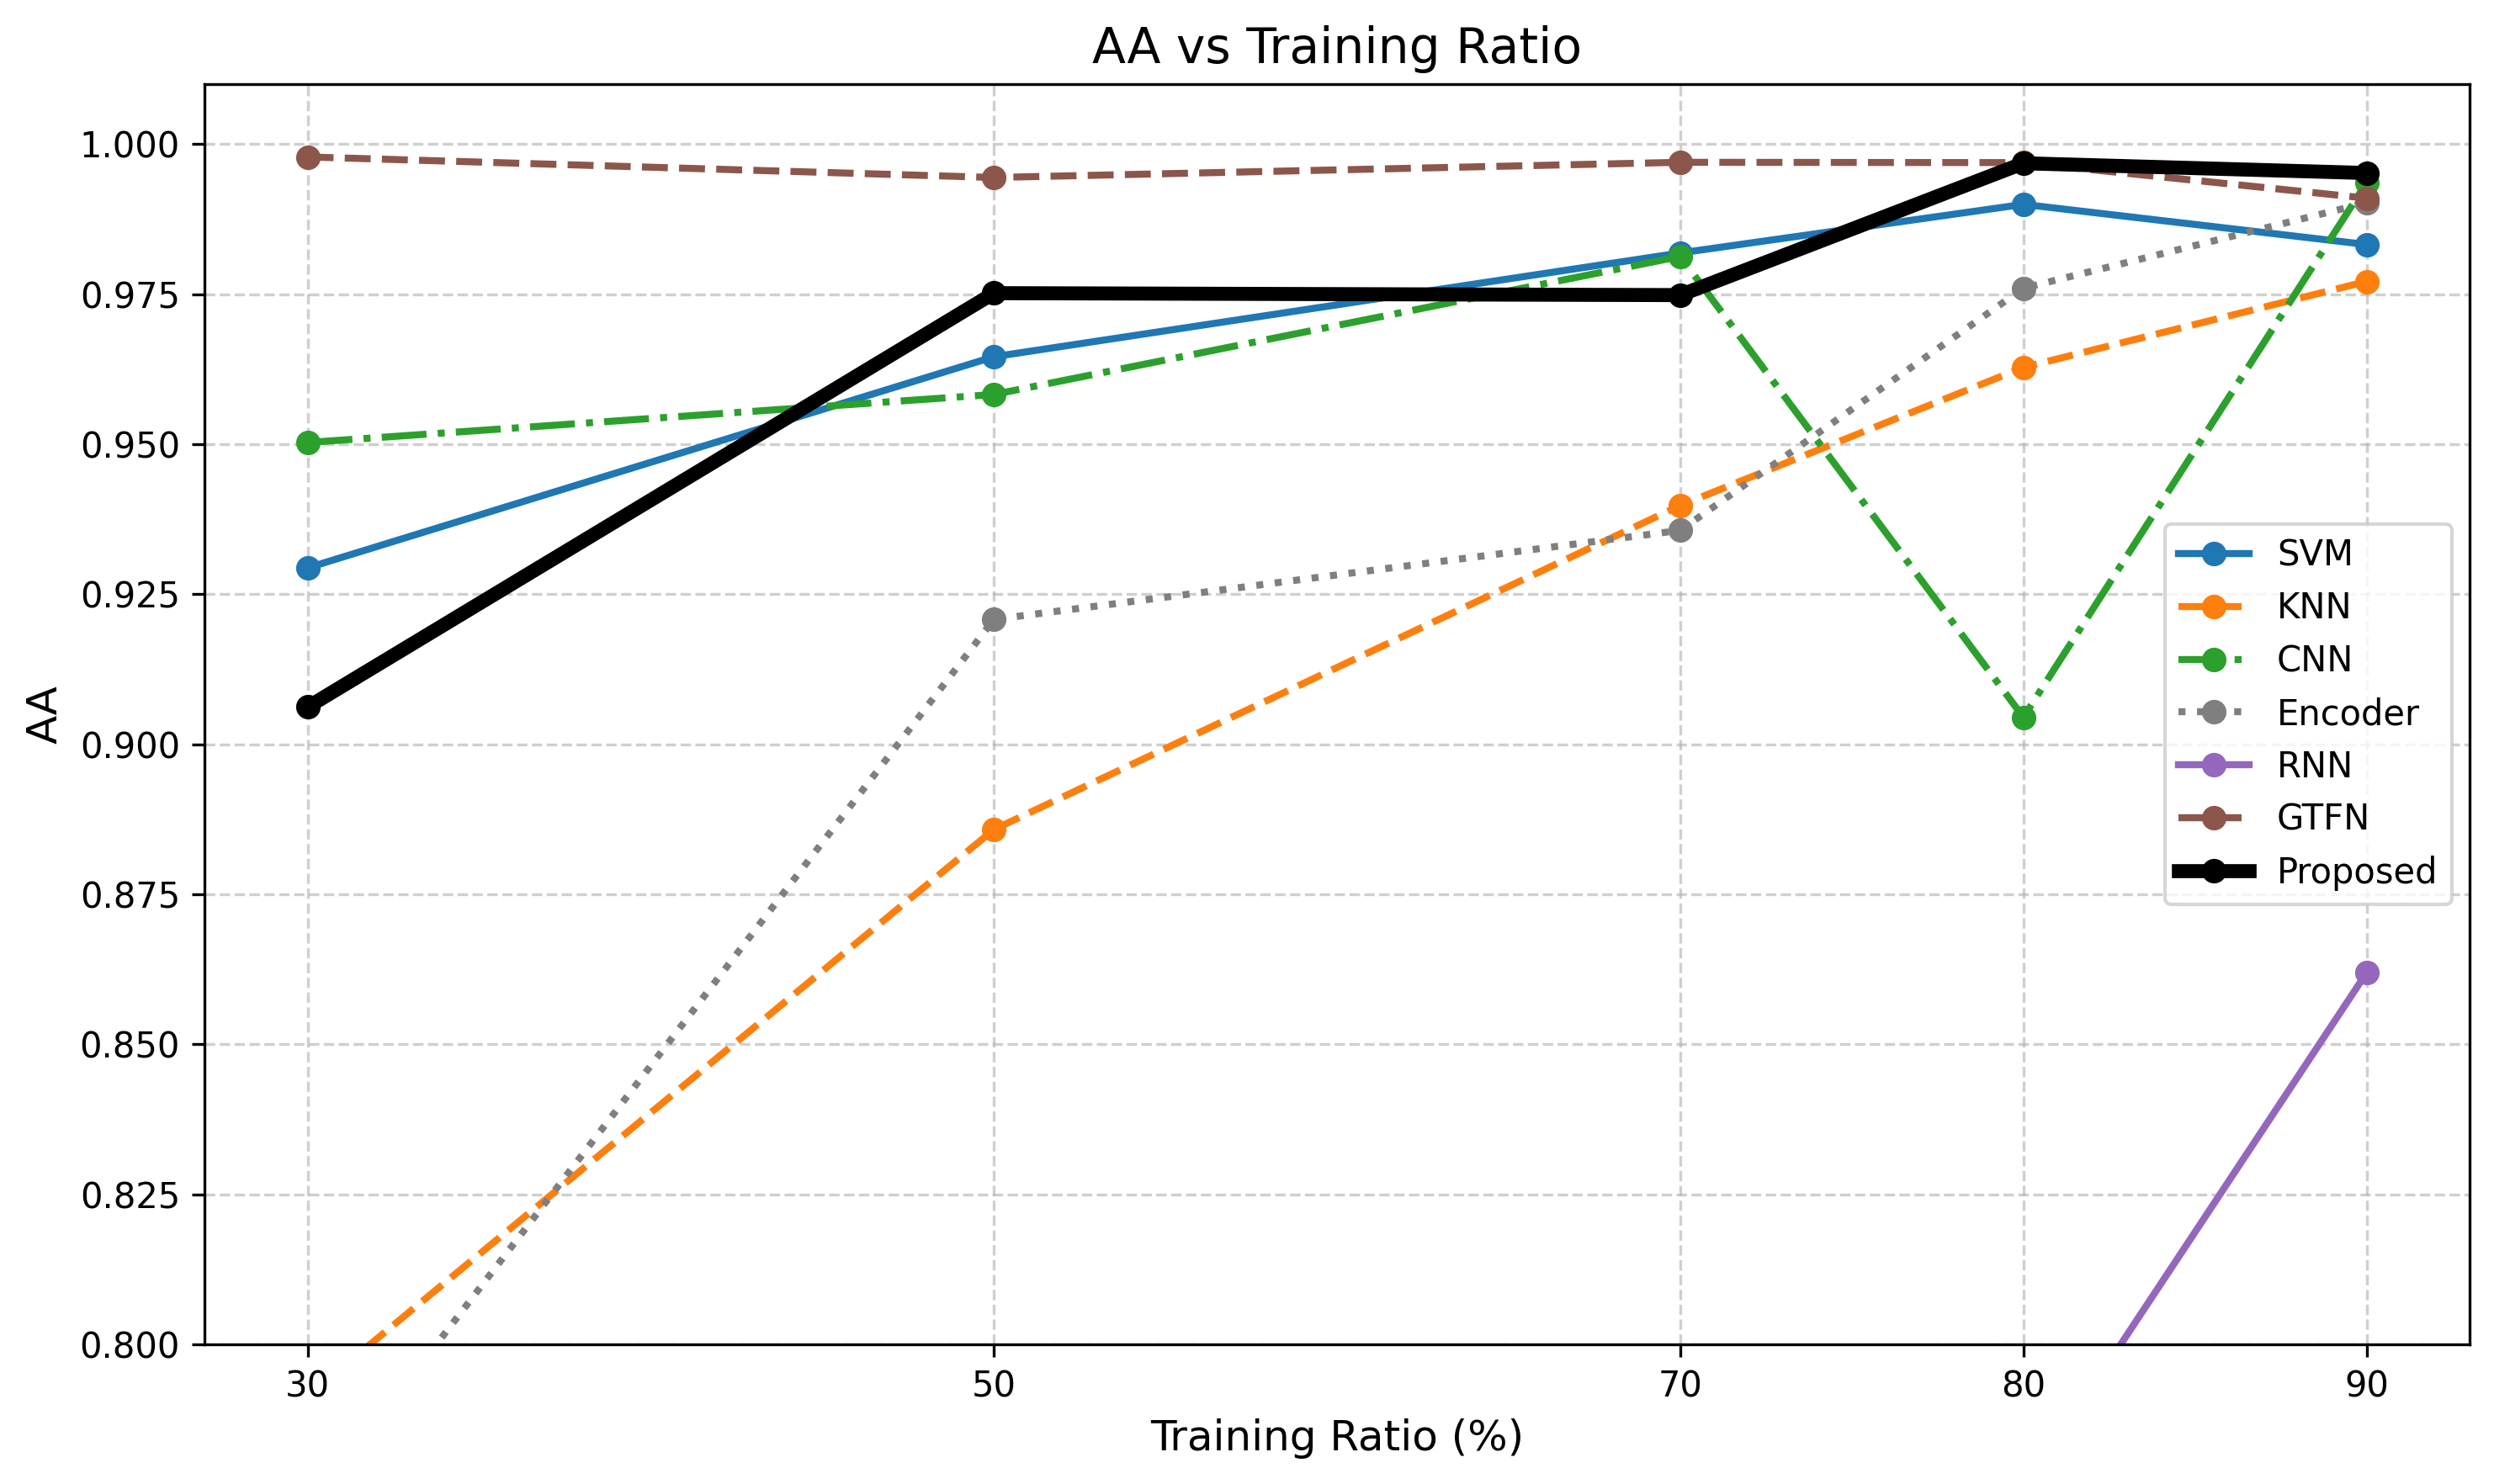 AA vs Training Ratio
1.000
0.975
0.950
0.925
0.900
0.875
0.850
0.825
0.800
AA
SVM
KNN
CNN
Encoder
RNN
GTFN
Proposed
30 50 70 80 90
Training Ratio (%)